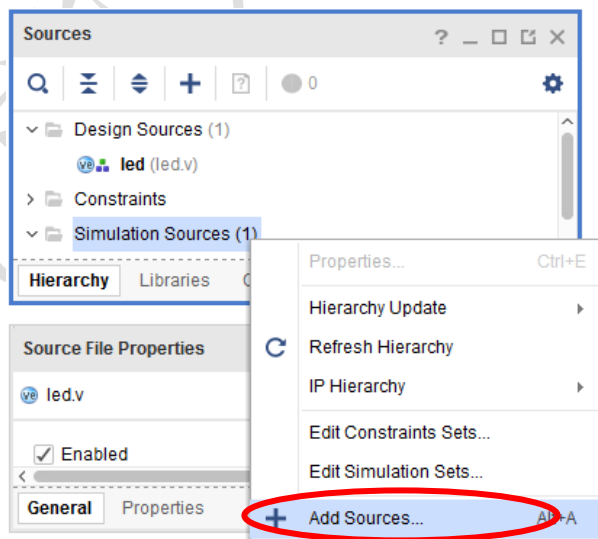 Sources
? _
0
Design Sources (1)
led (led.v)
Constraints
Simulation Sources (1)
Hierarchy Libraries
Properties... Ctrl+E
Hierarchy Update
Source File Properties
Refresh Hierarchy
led.v
IP Hierarchy
Edit Constraints Sets...
Enabled
Edit Simulation Sets...
General Properties
Add Sources... Alt+A